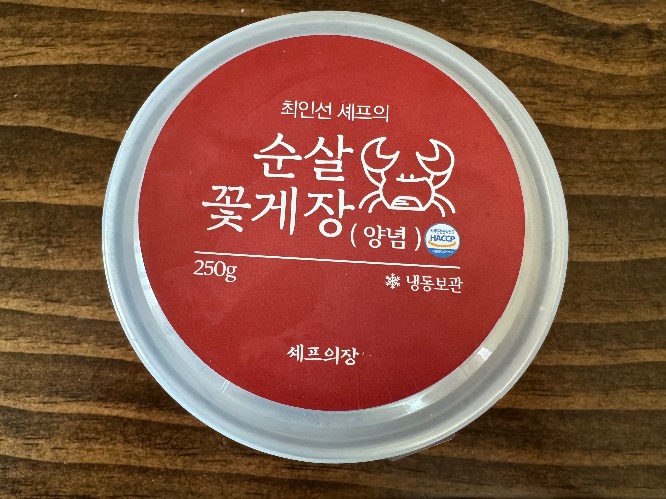 최인선 셰프의
순살
꽃게장
(양념)
HACCP
250g
냉동보관
셰프의장